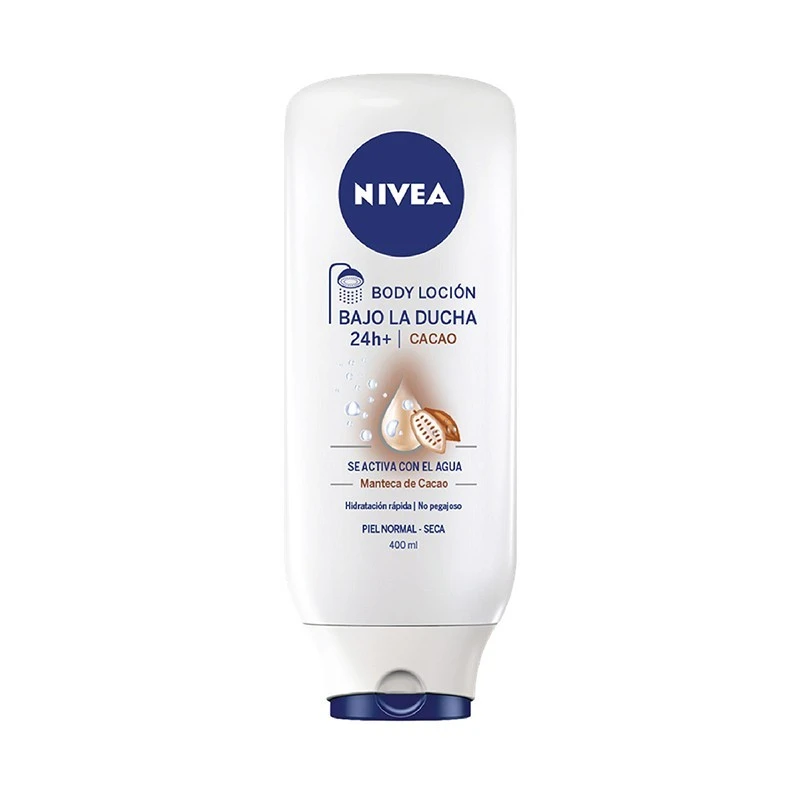 NIVEA
BODY LOCIÓN
BAJO LA DUCHA
24h+ | CACAO
SE ACTIVA CON EL AGUA
Manteca de Cacao
Hidratación rápida | No pegajoso
PIEL NORMAL - SECA
400 ml